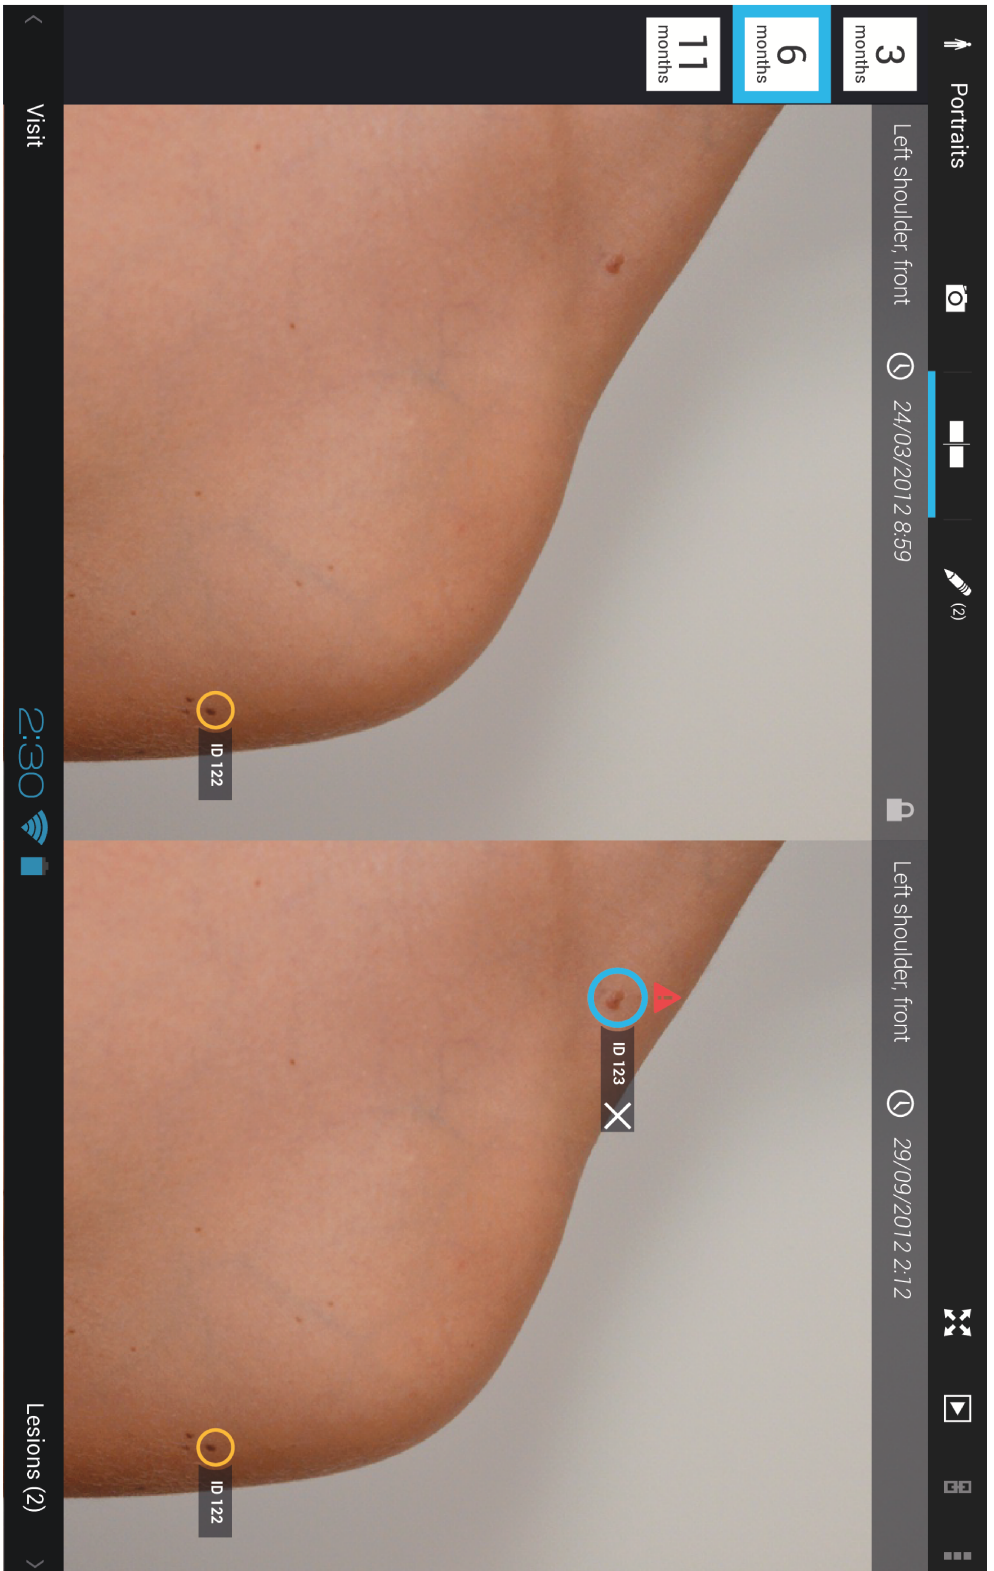 Portraits
(2)
3
months
6
months
11
months
Left shoulder, front
24/03/2012 8:59
Left shoulder, front
29/09/2012 2:12
ID 122
ID 123
ID 122
Visit
2:30
Lesions (2)